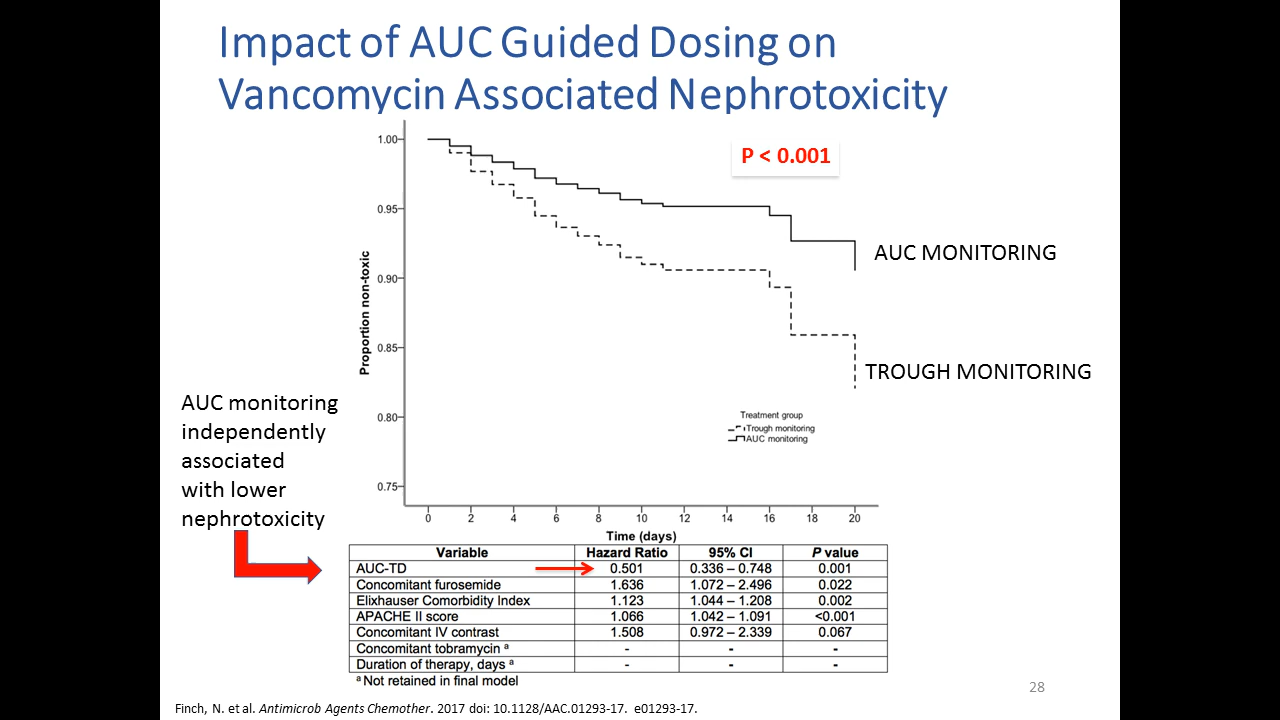 Impact of AUC Guided Dosing on
Vancomycin Associated Nephrotoxicity
P < 0.001
1.00
0.95
0.90
0.85
0.80
0.75
Proportion non-toxic
AUC MONITORING
TROUGH MONITORING
Treatment group
Trough monitoring
AUC monitoring
0 2 4 6 8 10 12 14 16 18 20
Time (days)
AUC monitoring
independently
associated
with lower
nephrotoxicity
Variable Hazard Ratio 95% CI P value
AUC-TD 0.501 0.336 – 0.748 0.001
Concomitant furosemide 1.636 1.072 – 2.496 0.022
Elixhauser Comorbidity Index 1.123 1.044 – 1.208 0.002
APACHE II score 1.066 1.042 – 1.091 <0.001
Concomitant IV contrast 1.508 0.972 – 2.339 0.067
Concomitant tobramycin a - - -
Duration of therapy, days a - - -
a Not retained in final model
28
Finch, N. et al. Antimicrob Agents Chemother. 2017 doi: 10.1128/AAC.01293-17. e01293-17.